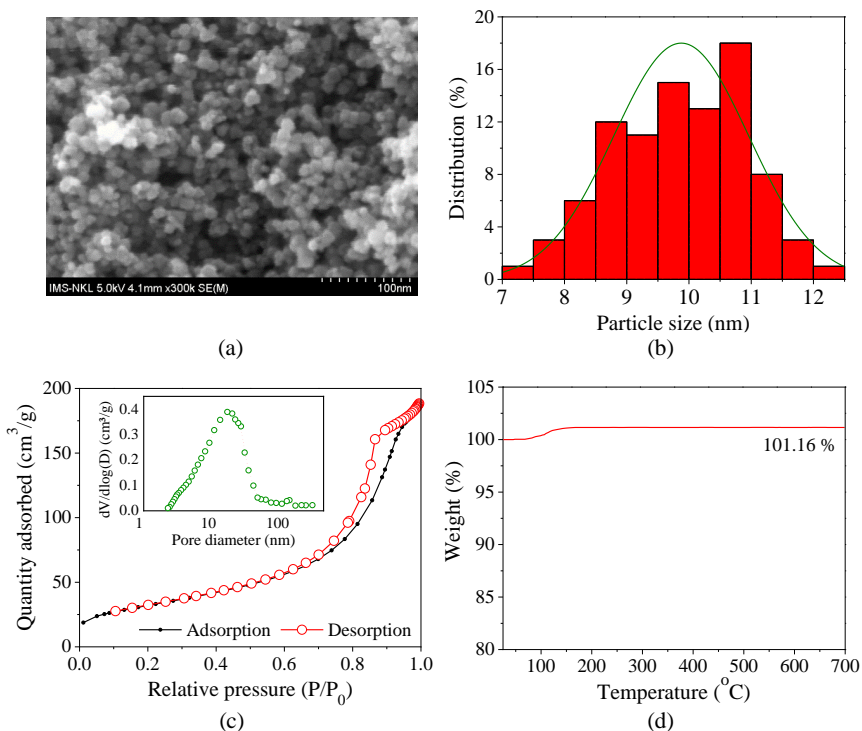 IMS-NKL 5.0kV 4.1mm x300k SE(M)
100nm
(a)
Distribution (%)
20
16
12
8
4
0
7 8 9 10 11 12
Particle size (nm)
(b)
Quantity adsorbed (cm³/g)
200
150
100
50
0
0.0 0.2 0.4 0.6 0.8 1.0
Relative pressure (P/P₀)
dV/dlog(D) (cm³/g)
0.4
0.3
0.2
0.1
0.0
1 10 100
Pore diameter (nm)
Adsorption Desorption
(c)
Weight (%)
105
100
95
90
85
80
101.16 %
100 200 300 400 500 600 700
Temperature (°C)
(d)